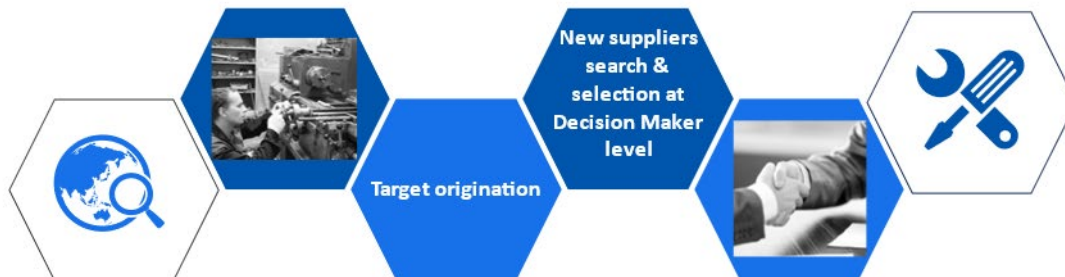 Target origination
New suppliers
search &
selection at
Decision Maker
level